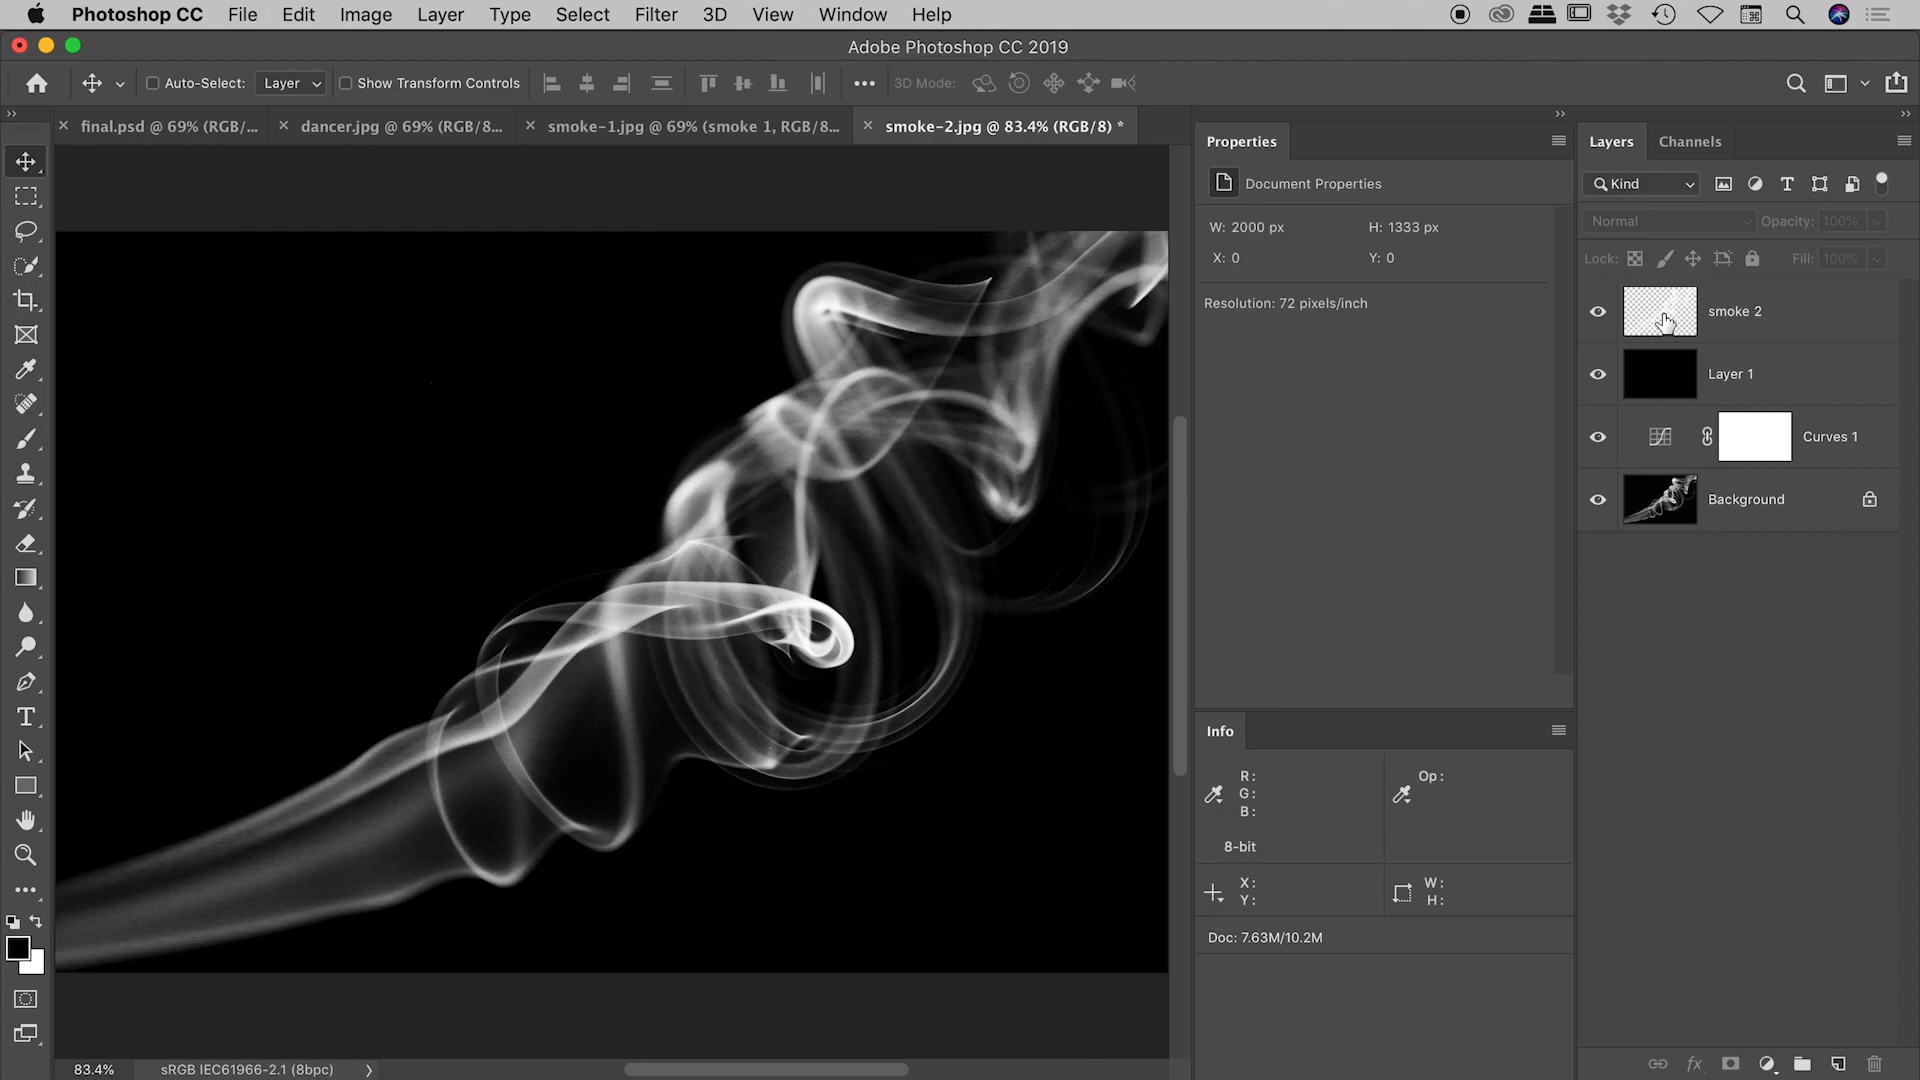 Photoshop CC File Edit Image Layer Type Select Filter 3D View Window Help
Adobe Photoshop CC 2019
Auto-Select: Layer Show Transform Controls 3D Mode:
final.psd @ 69% (RGB/... dancer.jpg @ 69% (RGB/8... smoke-1.jpg @ 69% (smoke 1, RGB/8... smoke-2.jpg @ 83.4% (RGB/8) *
Properties
Document Properties
W: 2000 px H: 1333 px
X: 0 Y: 0
Resolution: 72 pixels/inch
Info
R:
G:
B:
8-bit
Op:
X:
Y:
W:
H:
Doc: 7.63M/10.2M
Layers Channels
Kind
Normal Opacity: 100%
Lock: Fill: 100%
smoke 2
Layer 1
Curves 1
Background
83.4% sRGB IEC61966-2.1 (8bpc)